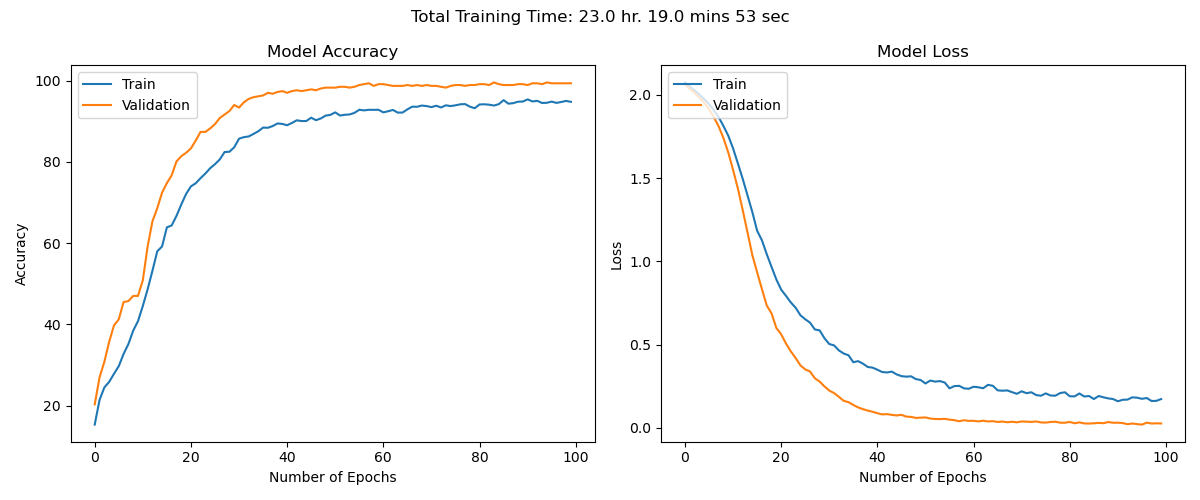 Total Training Time: 23.0 hr. 19.0 mins 53 sec
Model Accuracy
Train
Validation
100
80
60
40
20
Accuracy
0 20 40 60 80 100
Number of Epochs
Model Loss
Train
Validation
2.0
1.5
1.0
0.5
0.0
Loss
0 20 40 60 80 100
Number of Epochs